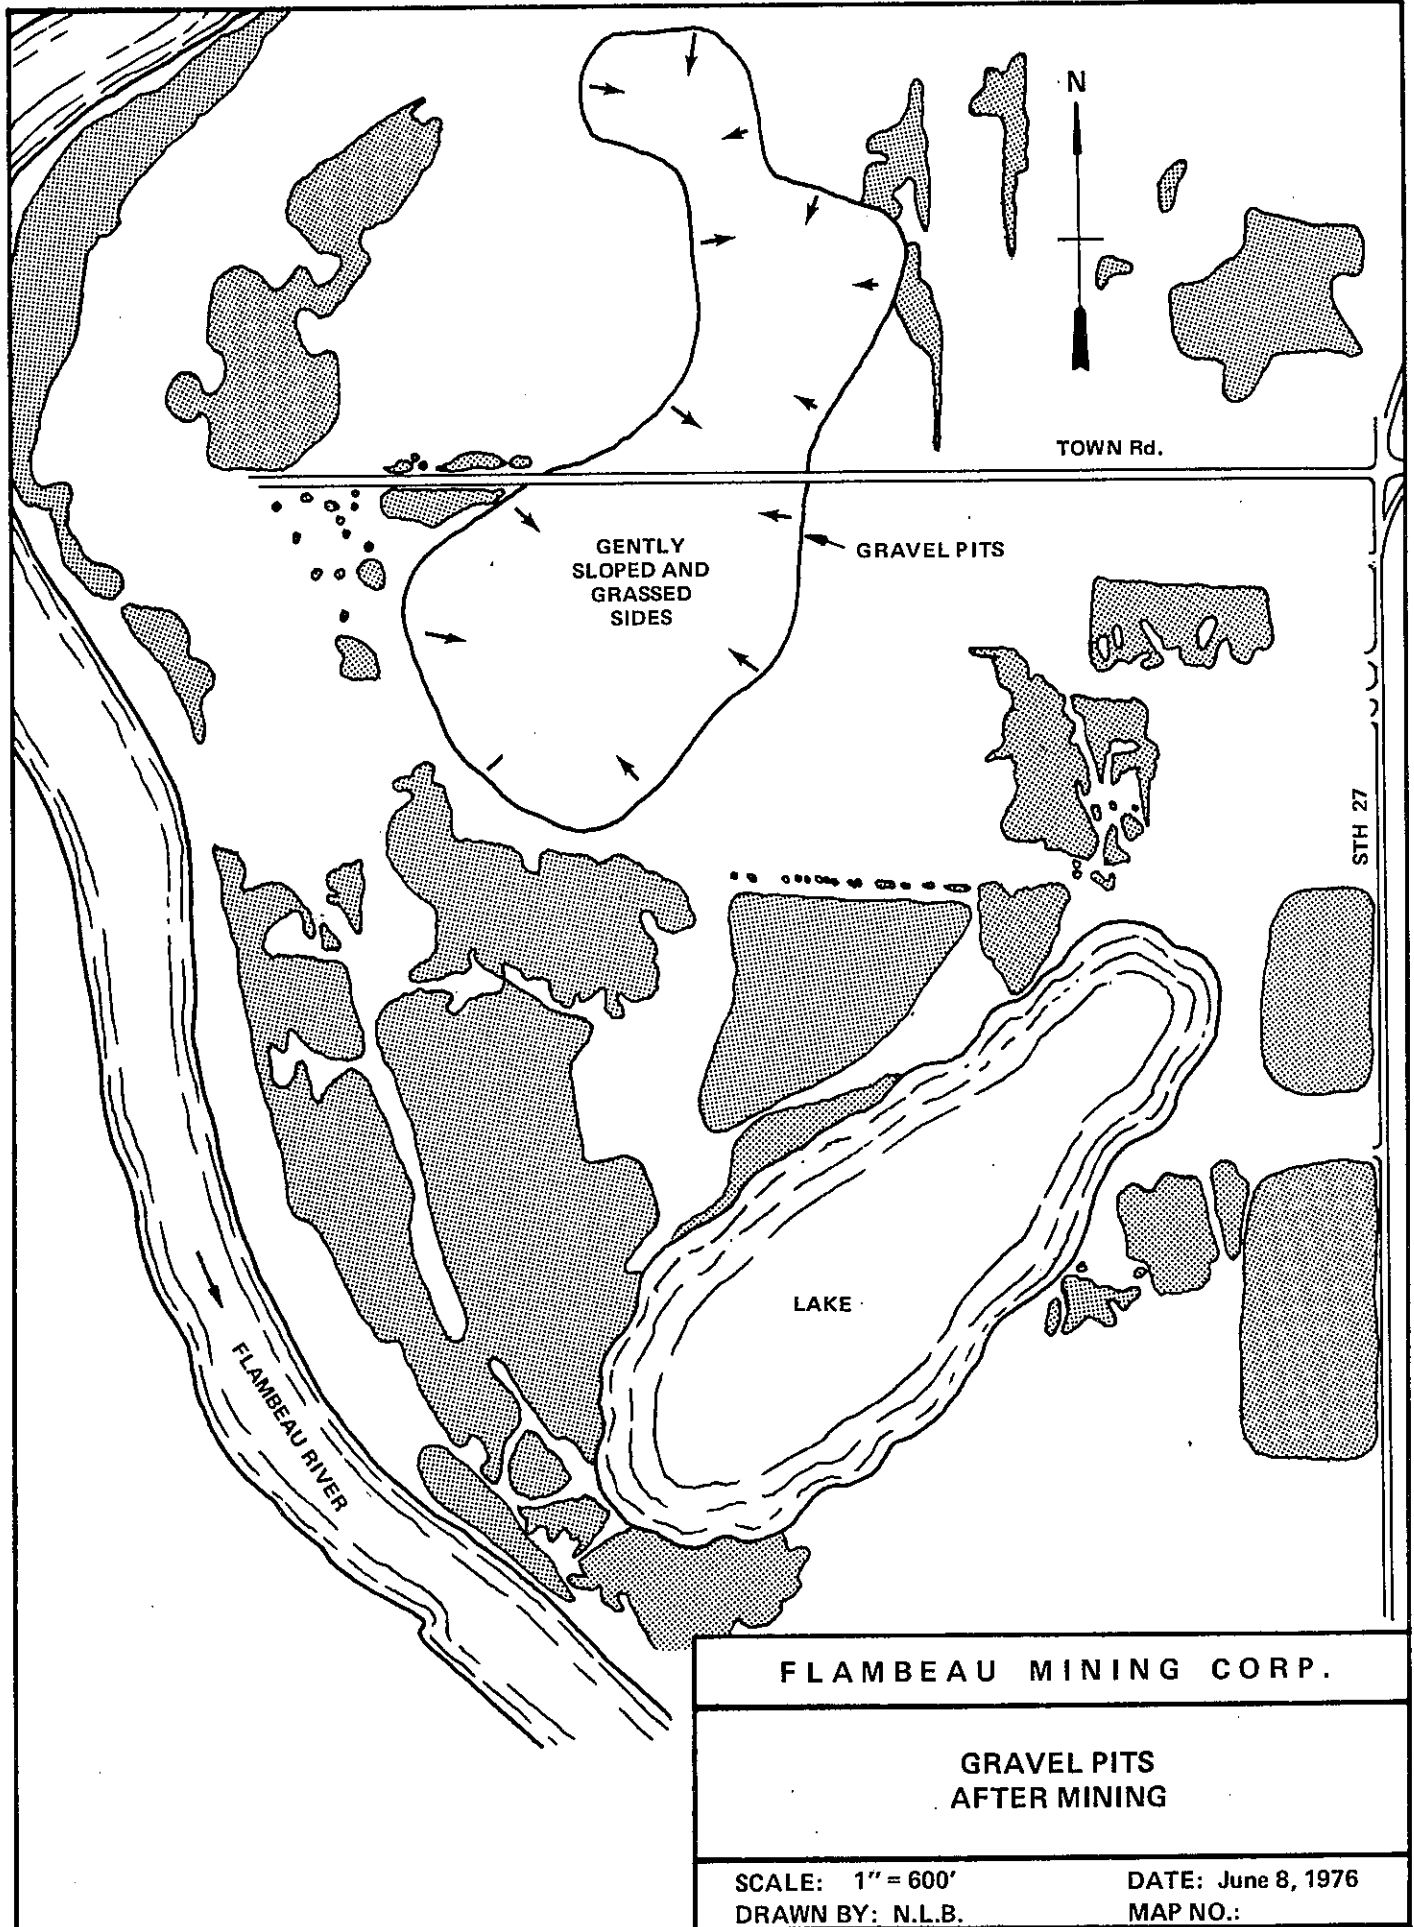 N
TOWN Rd.
GRAVEL PITS
GENTLY
SLOPED AND
GRASSED
SIDES
STH 27
LAKE
FLAMBEAU RIVER
FLAMBEAU MINING CORP.
GRAVEL PITS
AFTER MINING
SCALE: 1" = 600'
DATE: June 8, 1976
DRAWN BY: N.L.B.
MAP NO.: